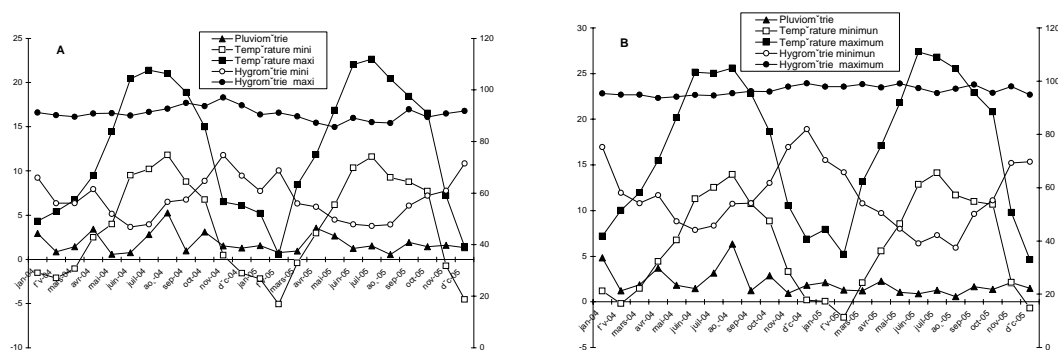 A
Pluviom˘trie
Temp˘rature mini
Temp˘rature maxi
Hygrom˘trie mini
Hygrom˘trie maxi
25
20
15
10
5
0
-5
-10
120
100
80
60
40
20
0
janv-04
f˘v-04
mars-04
avr-04
mai-04
juin-04
juil-04
ao˛-04
sep-04
oct-04
nov-04
d˘c-04
janv-05
f˘v-05
mars-05
avr-05
mai-05
juin-05
juil-05
ao˛-05
sep-05
oct-05
nov-05
d˘c-05
B
Pluviom˘trie
Temp˘rature minimun
Temp˘rature maximum
Hygrom˘trie minimun
Hygrom˘trie maximum
30
25
20
15
10
5
0
-5
120
100
80
60
40
20
0
janv-04
f˘v-04
mars-04
avr-04
mai-04
juin-04
juil-04
ao˛-04
sep-04
oct-04
nov-04
d˘c-04
janv-05
f˘v-05
mars-05
avr-05
mai-05
juin-05
juil-05
ao˛-05
sep-05
oct-05
nov-05
d˘c-05